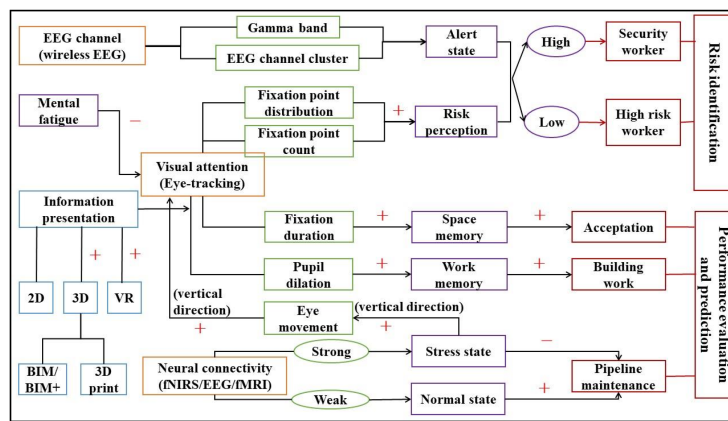 EEG channel
(wireless EEG)
Gamma band
EEG channel cluster
Alert
state
High
Security
worker
Risk identification
Mental
fatigue
−
Fixation point
distribution
Fixation point
count
+
Risk
perception
Low
High risk
worker
Visual attention
(Eye-tracking)
Information
presentation
+
+
2D
3D
VR
BIM/
BIM+
3D
print
Fixation
duration
+
Space
memory
+
Acceptation
Performance evaluation
and prediction
Pupil
dilation
+
Work
memory
+
Building
work
(vertical
direction)
+
Eye
movement
(vertical direction)
+
Neural connectivity
(fNIRS/EEG/fMRI)
Strong
Stress state
−
Pipeline
maintenance
Weak
Normal state
+